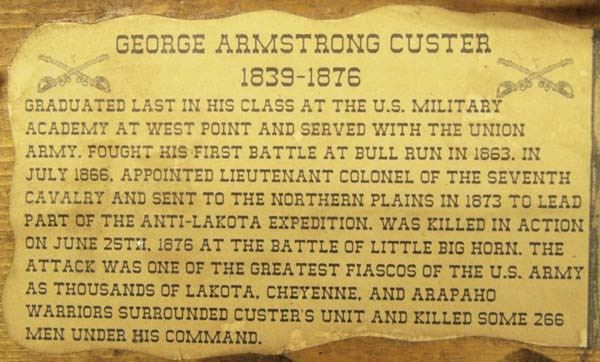 GEORGE ARMSTRONG CUSTER
1839-1876
GRADUATED LAST IN HIS CLASS AT THE U.S. MILITARY
ACADEMY AT WEST POINT AND SERVED WITH THE UNION
ARMY. FOUGHT HIS FIRST BATTLE AT BULL RUN IN 1863. IN
JULY 1866, APPOINTED LIEUTENANT COLONEL OF THE SEVENTH
CAVALRY AND SENT TO THE NORTHERN PLAINS IN 1873 TO LEAD
PART OF THE ANTI-LAKOTA EXPEDITION. WAS KILLED IN ACTION
ON JUNE 25TH, 1876 AT THE BATTLE OF LITTLE BIG HORN. THE
ATTACK WAS ONE OF THE GREATEST FIASCOS OF THE U.S. ARMY
AS THOUSANDS OF LAKOTA, CHEYENNE, AND ARAPAHO
WARRIORS SURROUNDED CUSTER'S UNIT AND KILLED SOME 266
MEN UNDER HIS COMMAND.